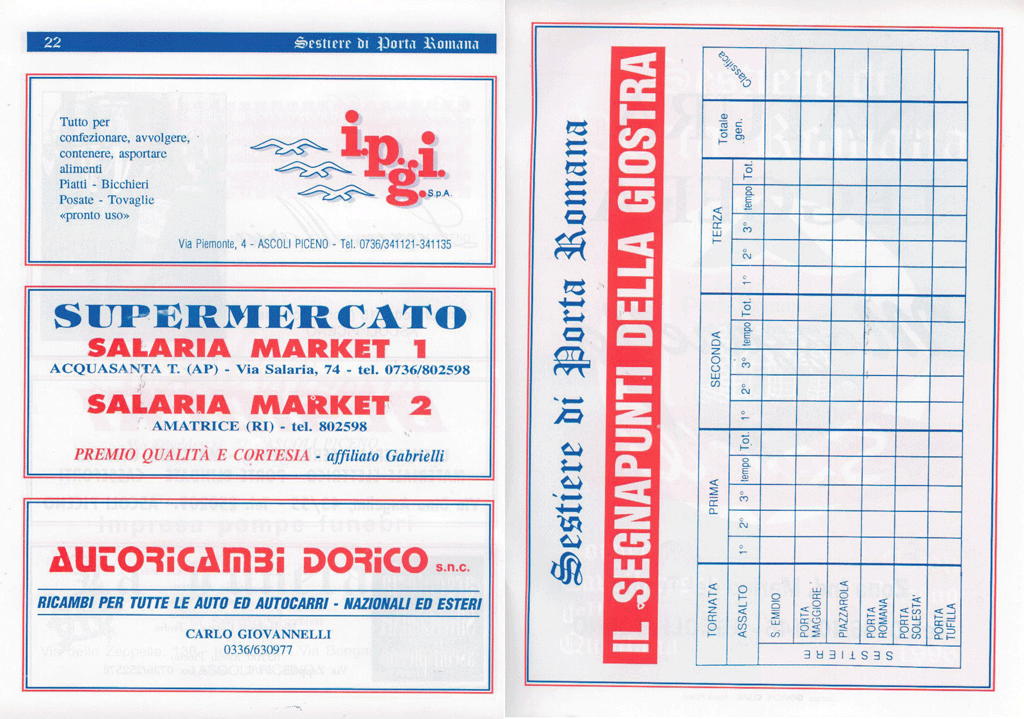 22
Sestiere di Porta Romana
Tutto per
confezionare, avvolgere,
contenere, asportare
alimenti
Piatti - Bicchieri
Posate - Tovaglie
«pronto uso»
i.p.g.i. S.p.A.
Via Piemonte, 4 - ASCOLI PICENO - Tel. 0736/341121-341135
SUPERMERCATO
SALARIA MARKET 1
ACQUASANTA T. (AP) - Via Salaria, 74 - tel. 0736/802598
SALARIA MARKET 2
AMATRICE (RI) - tel. 802598
PREMIO QUALITÀ E CORTESIA - affiliato Gabrielli
AUTORICAMBI DORICO s.n.c.
RICAMBI PER TUTTE LE AUTO ED AUTOCARRI - NAZIONALI ED ESTERI
CARLO GIOVANNELLI
0336/630977
Sestiere di Porta Romana
IL SEGNAPUNTI DELLA GIOSTRA
TORNATA PRIMA SECONDA TERZA Totale gen. Classifica
ASSALTO 1° 2° 3° tempo Tot. 1° 2° 3° tempo Tot. 1° 2° 3° tempo Tot.
SESTIERE
S. EMIDIO
PORTA
MAGGIORE
PIAZZAROLA
PORTA
ROMANA
PORTA
SOLESTA'
PORTA
TUFILLA